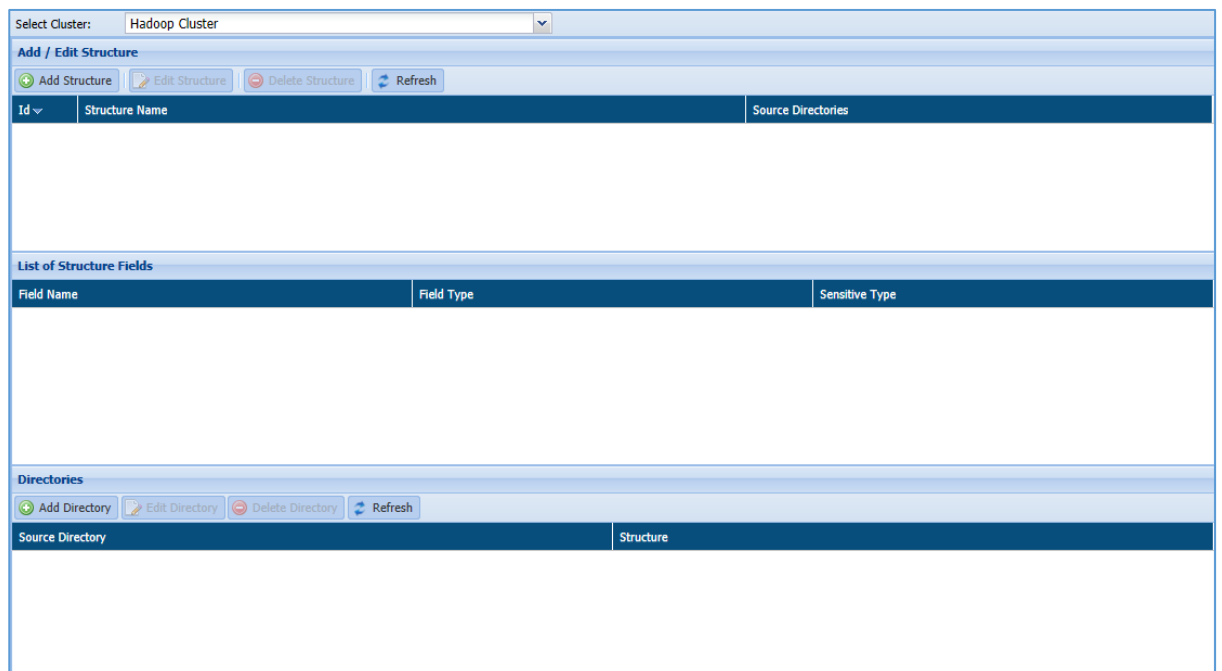 Select Cluster: Hadoop Cluster
Add / Edit Structure
Add Structure Edit Structure Delete Structure Refresh
Id Structure Name Source Directories
List of Structure Fields
Field Name Field Type Sensitive Type
Directories
Add Directory Edit Directory Delete Directory Refresh
Source Directory Structure